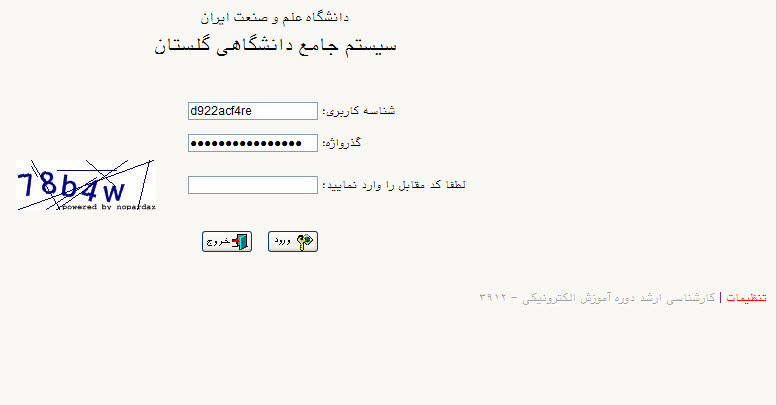 دانشگاه علم و صنعت ایران
سیستم جامع دانشگاهی گلستان
شناسه کاربری: d922acf4re
گذرواژه: ●●●●●●●●●●●●●●●●
لطفا کد مقابل را وارد نمایید:
78b4w
powered by nopardaz
ورود خروج
تنظیمات | کارشناسی ارشد دوره آموزش الکترونیکی - ۳۹۱۲